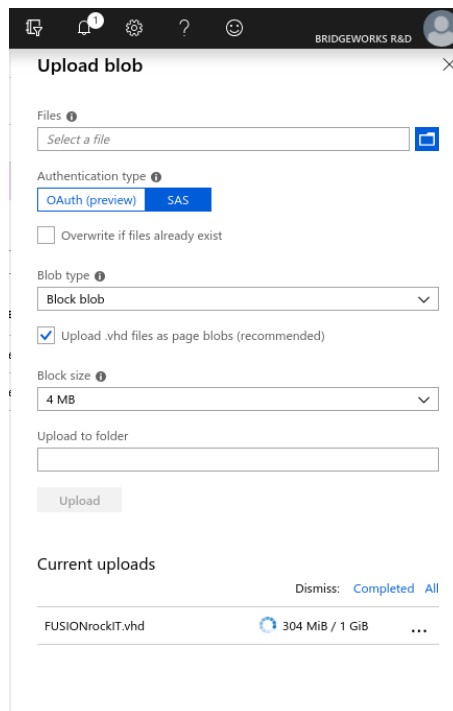 1
BRIDGEWORKS R&D
Upload blob
Files
Select a file
Authentication type
OAuth (preview) SAS
Overwrite if files already exist
Blob type
Block blob
Upload .vhd files as page blobs (recommended)
Block size
4 MB
Upload to folder
Upload
Current uploads
Dismiss: Completed All
FUSIONrockIT.vhd 304 MiB / 1 GiB ...